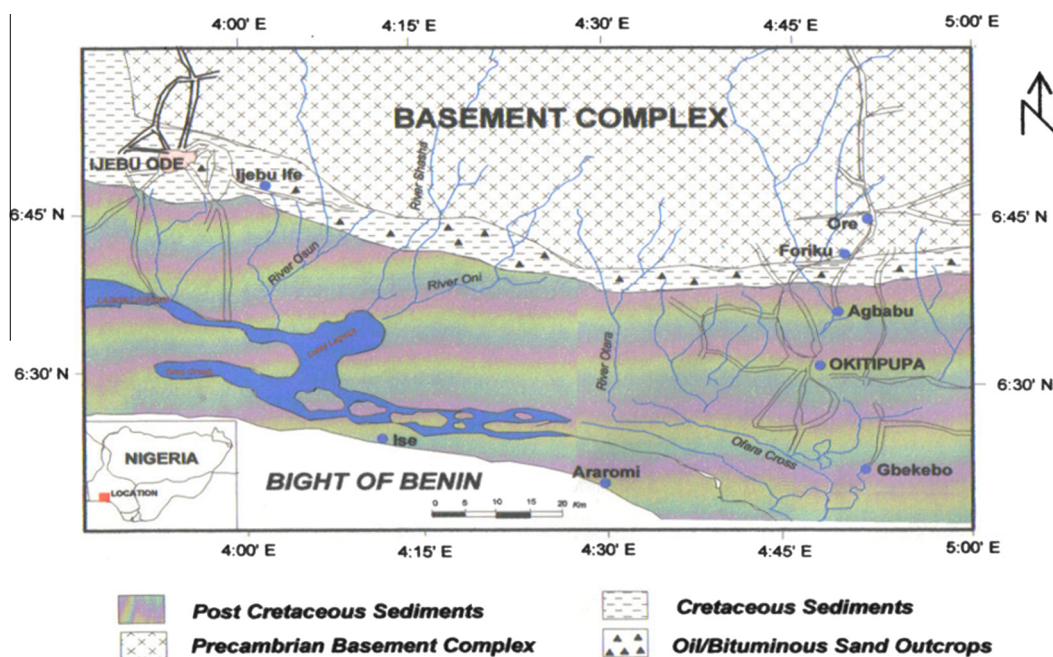 4:00' E 4:15' E 4:30' E 4:45' E 5:00' E
BASEMENT COMPLEX
IJEBU ODE
Ijebu Ife
River Shasha
6:45' N
6:45' N
Ore
Foriku
River Osun
River Oni
Agbabu
River Otara
OKITIPUPA
6:30' N
6:30' N
Ise
Ofara Cross
Gbekebo
Araromi
BIGHT OF BENIN
NIGERIA
LOCATION
0 5 10 15 20 Km
4:00' E 4:15' E 4:30' E 4:45' E 5:00' E
Post Cretaceous Sediments
Cretaceous Sediments
Precambrian Basement Complex
Oil/Bituminous Sand Outcrops